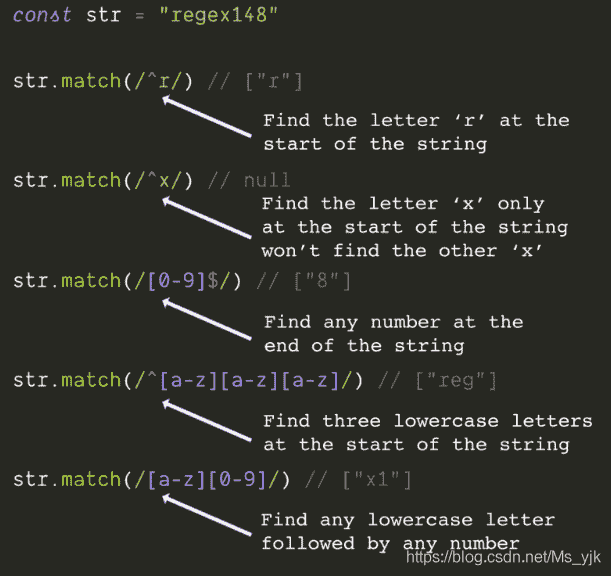 const str = "regex148"
str.match(/^r/) // ["r"]
Find the letter ‘r’ at the
start of the string
str.match(/^x/) // null
Find the letter ‘x’ only
at the start of the string
won’t find the other ‘x’
str.match(/[0-9]$/) // ["8"]
Find any number at the
end of the string
str.match(/^[a-z][a-z][a-z]/) // ["reg"]
Find three lowercase letters
at the start of the string
str.match(/[a-z][0-9]/) // ["x1"]
Find any lowercase letter
followed by any number
https://blog.csdn.net/Ms_yjk